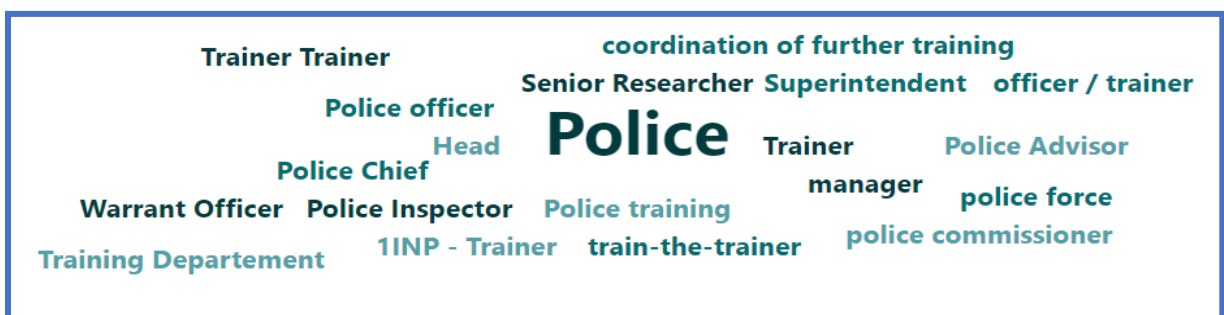 coordination of further training
Trainer Trainer
Senior Researcher Superintendent officer / trainer
Police officer
Police
Head
Trainer
Police Advisor
Police Chief
manager
police force
Warrant Officer Police Inspector Police training
police commissioner
1INP - Trainer train-the-trainer
Training Departement